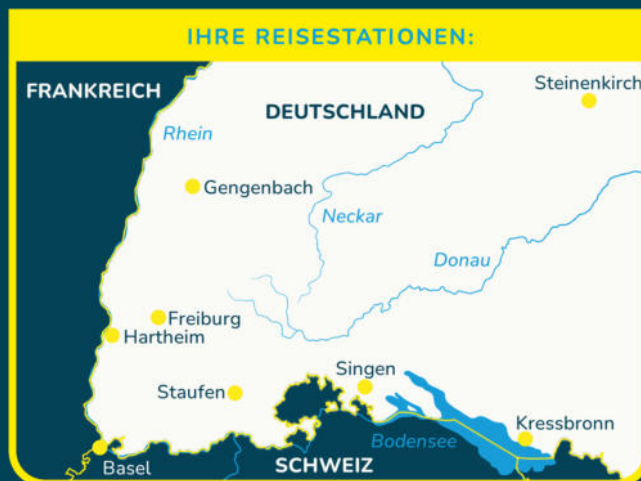 IHRE REISESTATIONEN:
FRANKREICH
Steinenkirch
DEUTSCHLAND
Rhein
Gengenbach
Neckar
Donau
Freiburg
Hartheim
Singen
Staufen
Kressbronn
Bodensee
Basel
SCHWEIZ